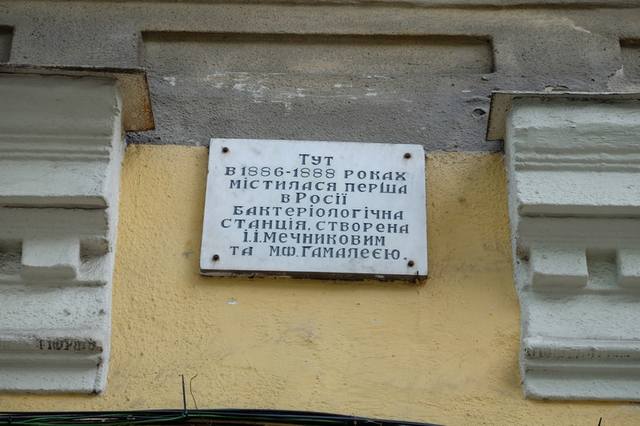 Тут
в 1886-1888 роках
містилася перша
в Росії
бактеріологічна
станція, створена
І.І.Мечниковим
та М.Ф.Гамалеєю.